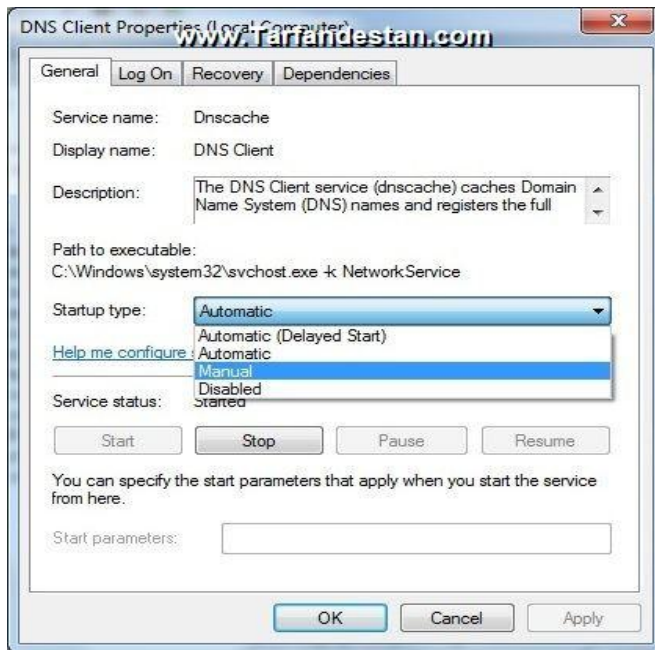 DNS Client Properties (Local Computer)
www.Tarfandestan.com
General Log On Recovery Dependencies
Service name: Dnscache
Display name: DNS Client
Description: The DNS Client service (dnscache) caches Domain
Name System (DNS) names and registers the full
Path to executable:
C:\Windows\system32\svchost.exe -k NetworkService
Startup type: Automatic
Automatic (Delayed Start)
Help me configure Automatic
Manual
Disabled
Service status: Started
Start Stop Pause Resume
You can specify the start parameters that apply when you start the service
from here.
Start parameters:
OK Cancel Apply